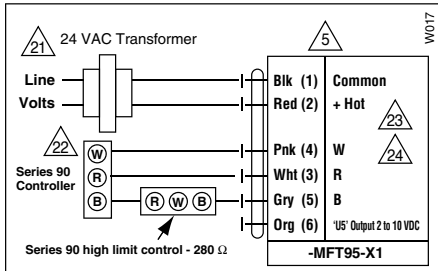 21 24 VAC Transformer
5
W017
Line
Volts
Blk (1) Common
Red (2) + Hot
23
22
24
Series 90
Controller
W
R
B
R W B
Pnk (4) W
Wht (3) R
Gry (5) B
Org (6) 'U5' Output 2 to 10 VDC
Series 90 high limit control - 280 Ω
-MFT95-X1